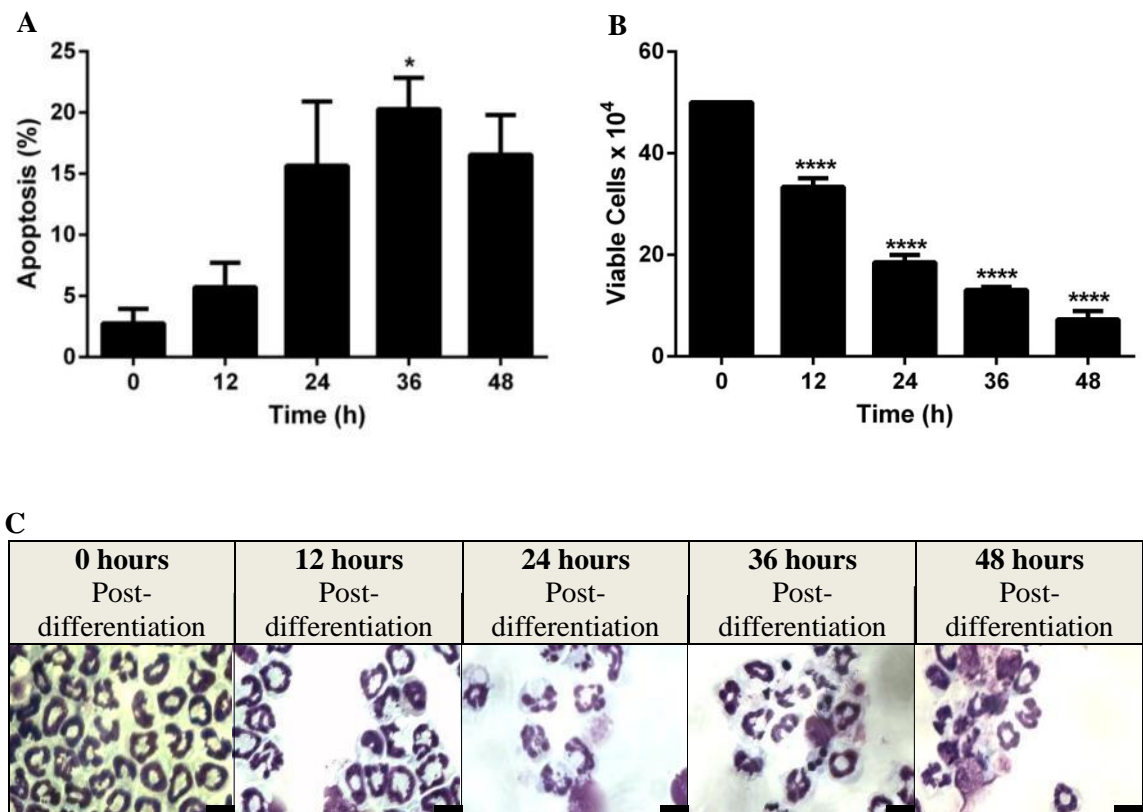 A
Apoptosis (%)
25
20
15
10
5
0
*
0 12 24 36 48
Time (h)
B
Viable Cells x 10⁴
60
40
20
0
****
****
****
****
0 12 24 36 48
Time (h)
C
0 hours
Post-
differentiation
12 hours
Post-
differentiation
24 hours
Post-
differentiation
36 hours
Post-
differentiation
48 hours
Post-
differentiation